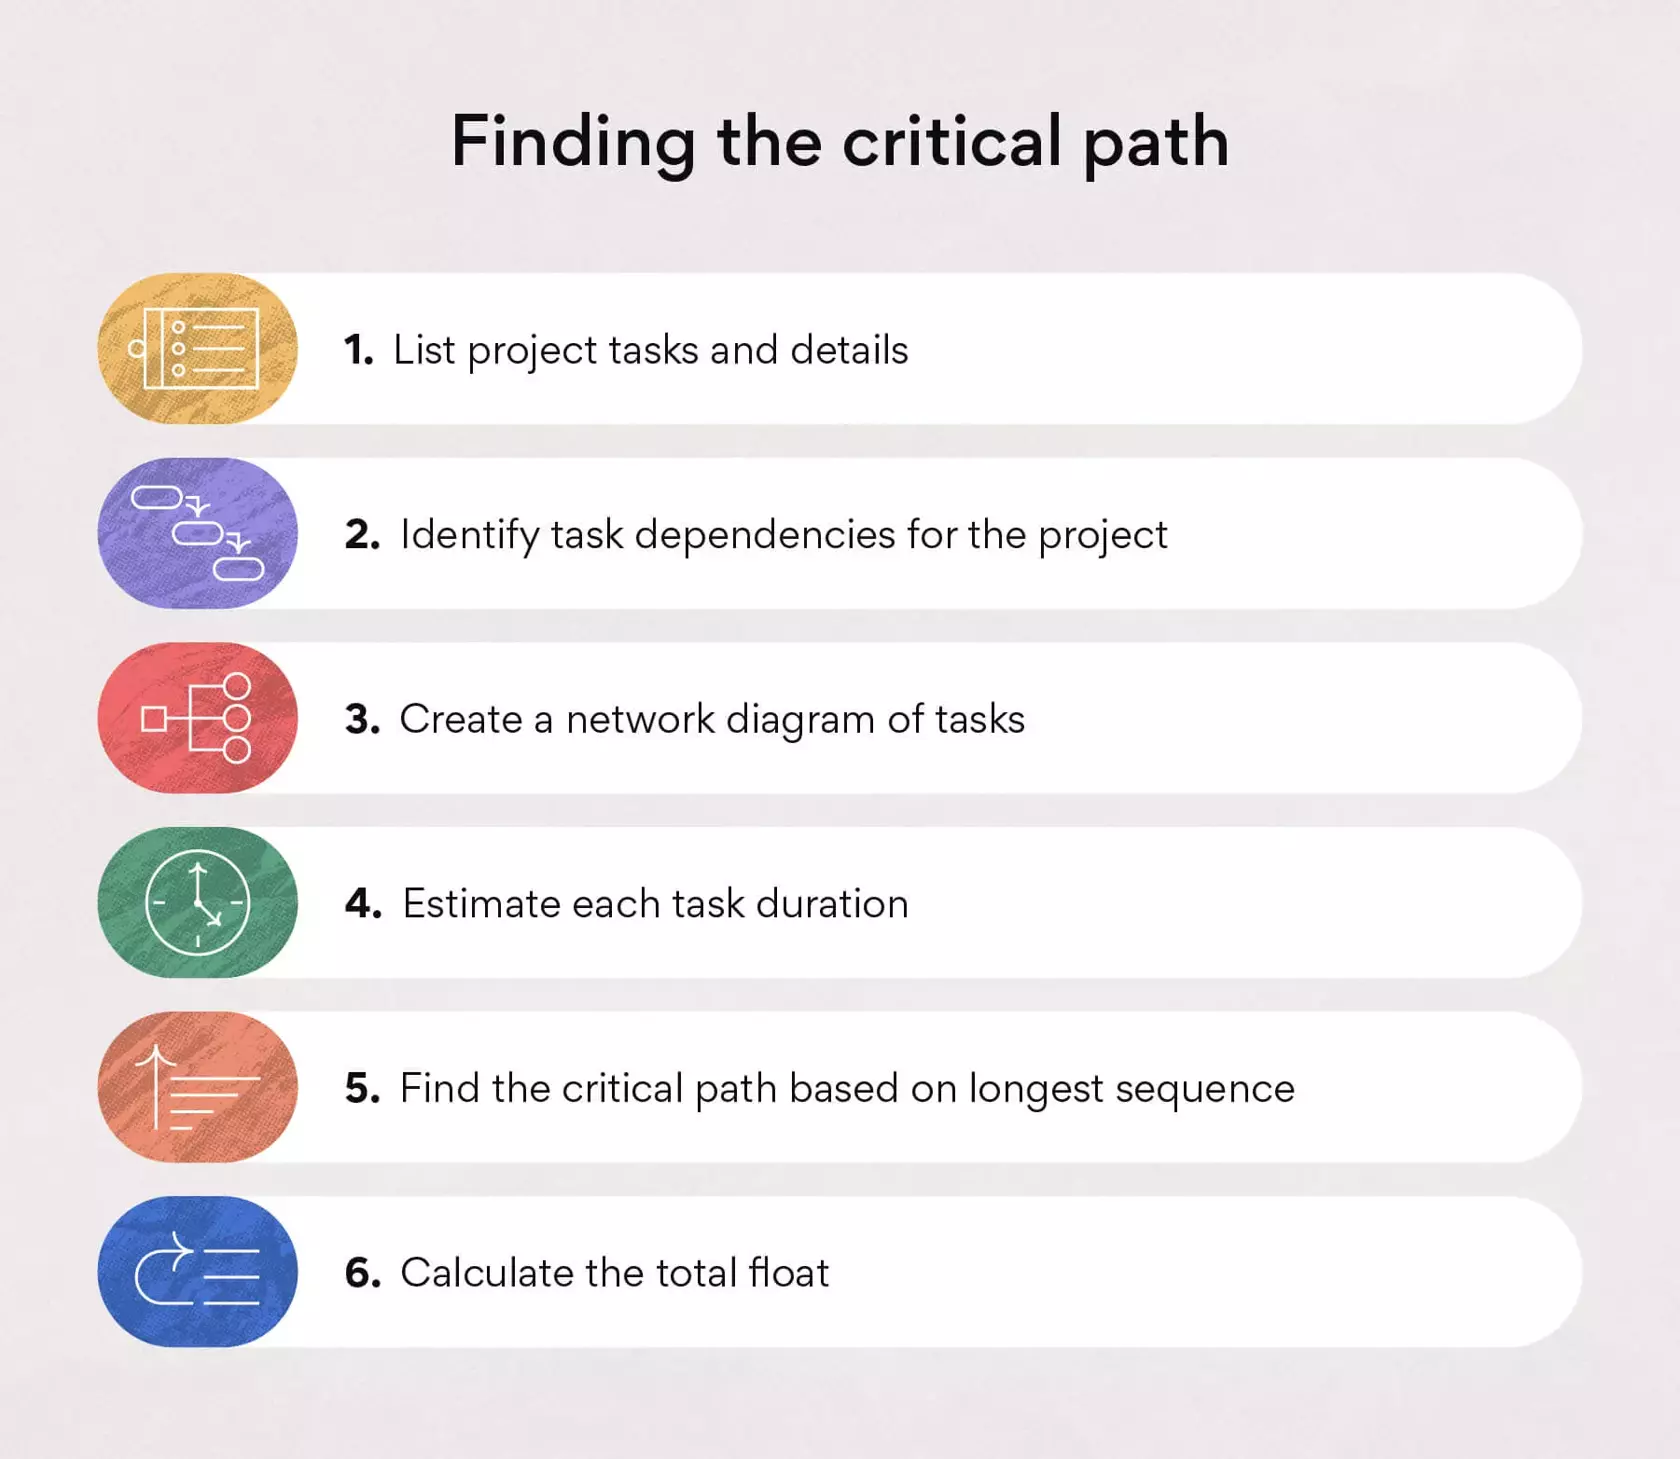 Finding the critical path
1. List project tasks and details
2. Identify task dependencies for the project
3. Create a network diagram of tasks
4. Estimate each task duration
5. Find the critical path based on longest sequence
6. Calculate the total float